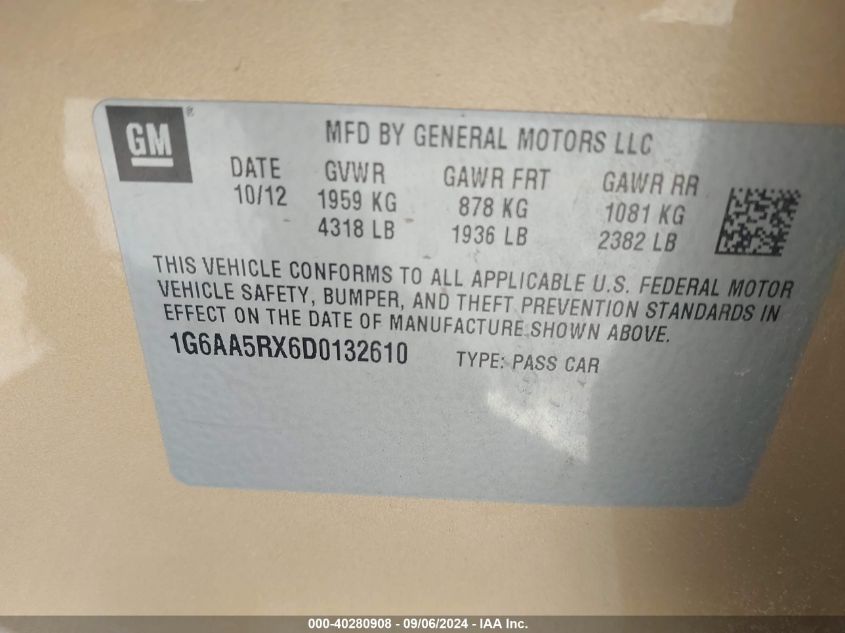 GM ®
MFD BY GENERAL MOTORS LLC
DATE GVWR GAWR FRT GAWR RR
10/12 1959 KG 878 KG 1081 KG
4318 LB 1936 LB 2382 LB
THIS VEHICLE CONFORMS TO ALL APPLICABLE U.S. FEDERAL MOTOR
VEHICLE SAFETY, BUMPER, AND THEFT PREVENTION STANDARDS IN
EFFECT ON THE DATE OF MANUFACTURE SHOWN ABOVE.
1G6AA5RX6D0132610 TYPE: PASS CAR
000-40280908 - 09/06/2024 - IAA Inc.